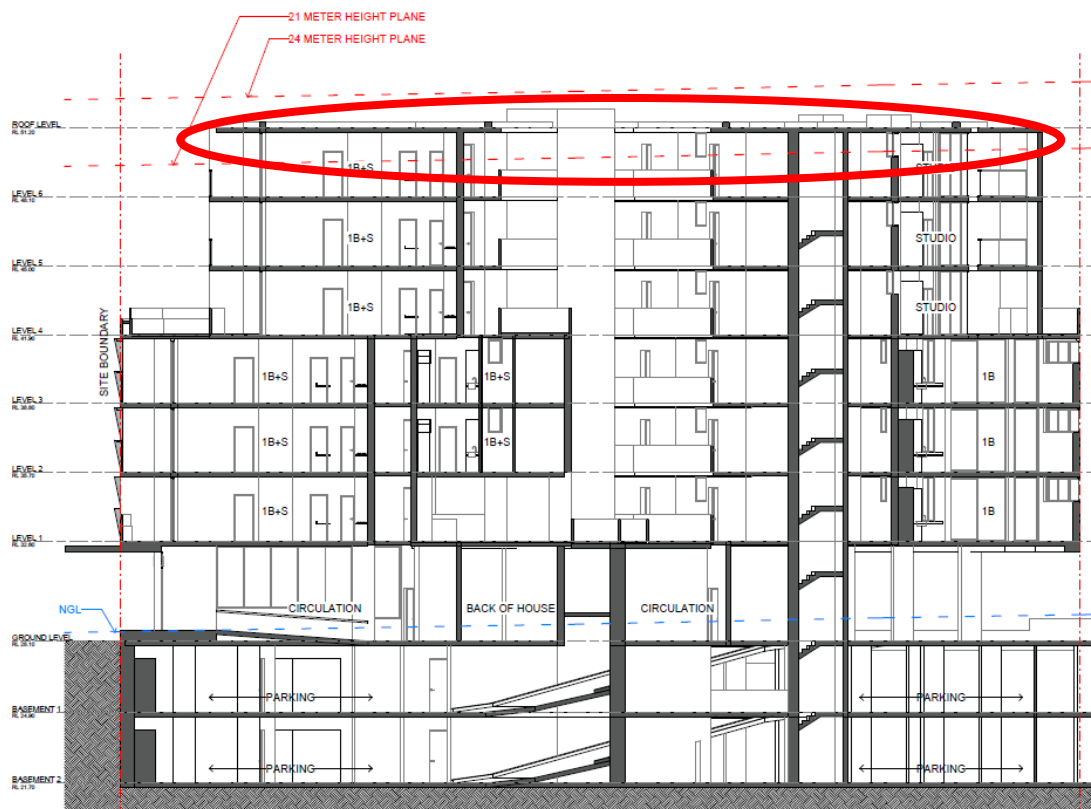 21 METER HEIGHT PLANE
24 METER HEIGHT PLANE
ROOF LEVEL
RL 51.20
1B+S
STUDIO
LEVEL 6
RL 48.10
1B+S
STUDIO
LEVEL 5
RL 45.00
1B+S
STUDIO
LEVEL 4
RL 41.90
SITE BOUNDARY
1B+S
1B+S
1B
LEVEL 3
RL 38.80
1B+S
1B+S
1B
LEVEL 2
RL 35.70
1B+S
1B
LEVEL 1
RL 32.60
NGL
CIRCULATION
BACK OF HOUSE
CIRCULATION
GROUND LEVEL
RL 28.10
PARKING
PARKING
BASEMENT 1
RL 24.90
PARKING
PARKING
BASEMENT 2
RL 21.70